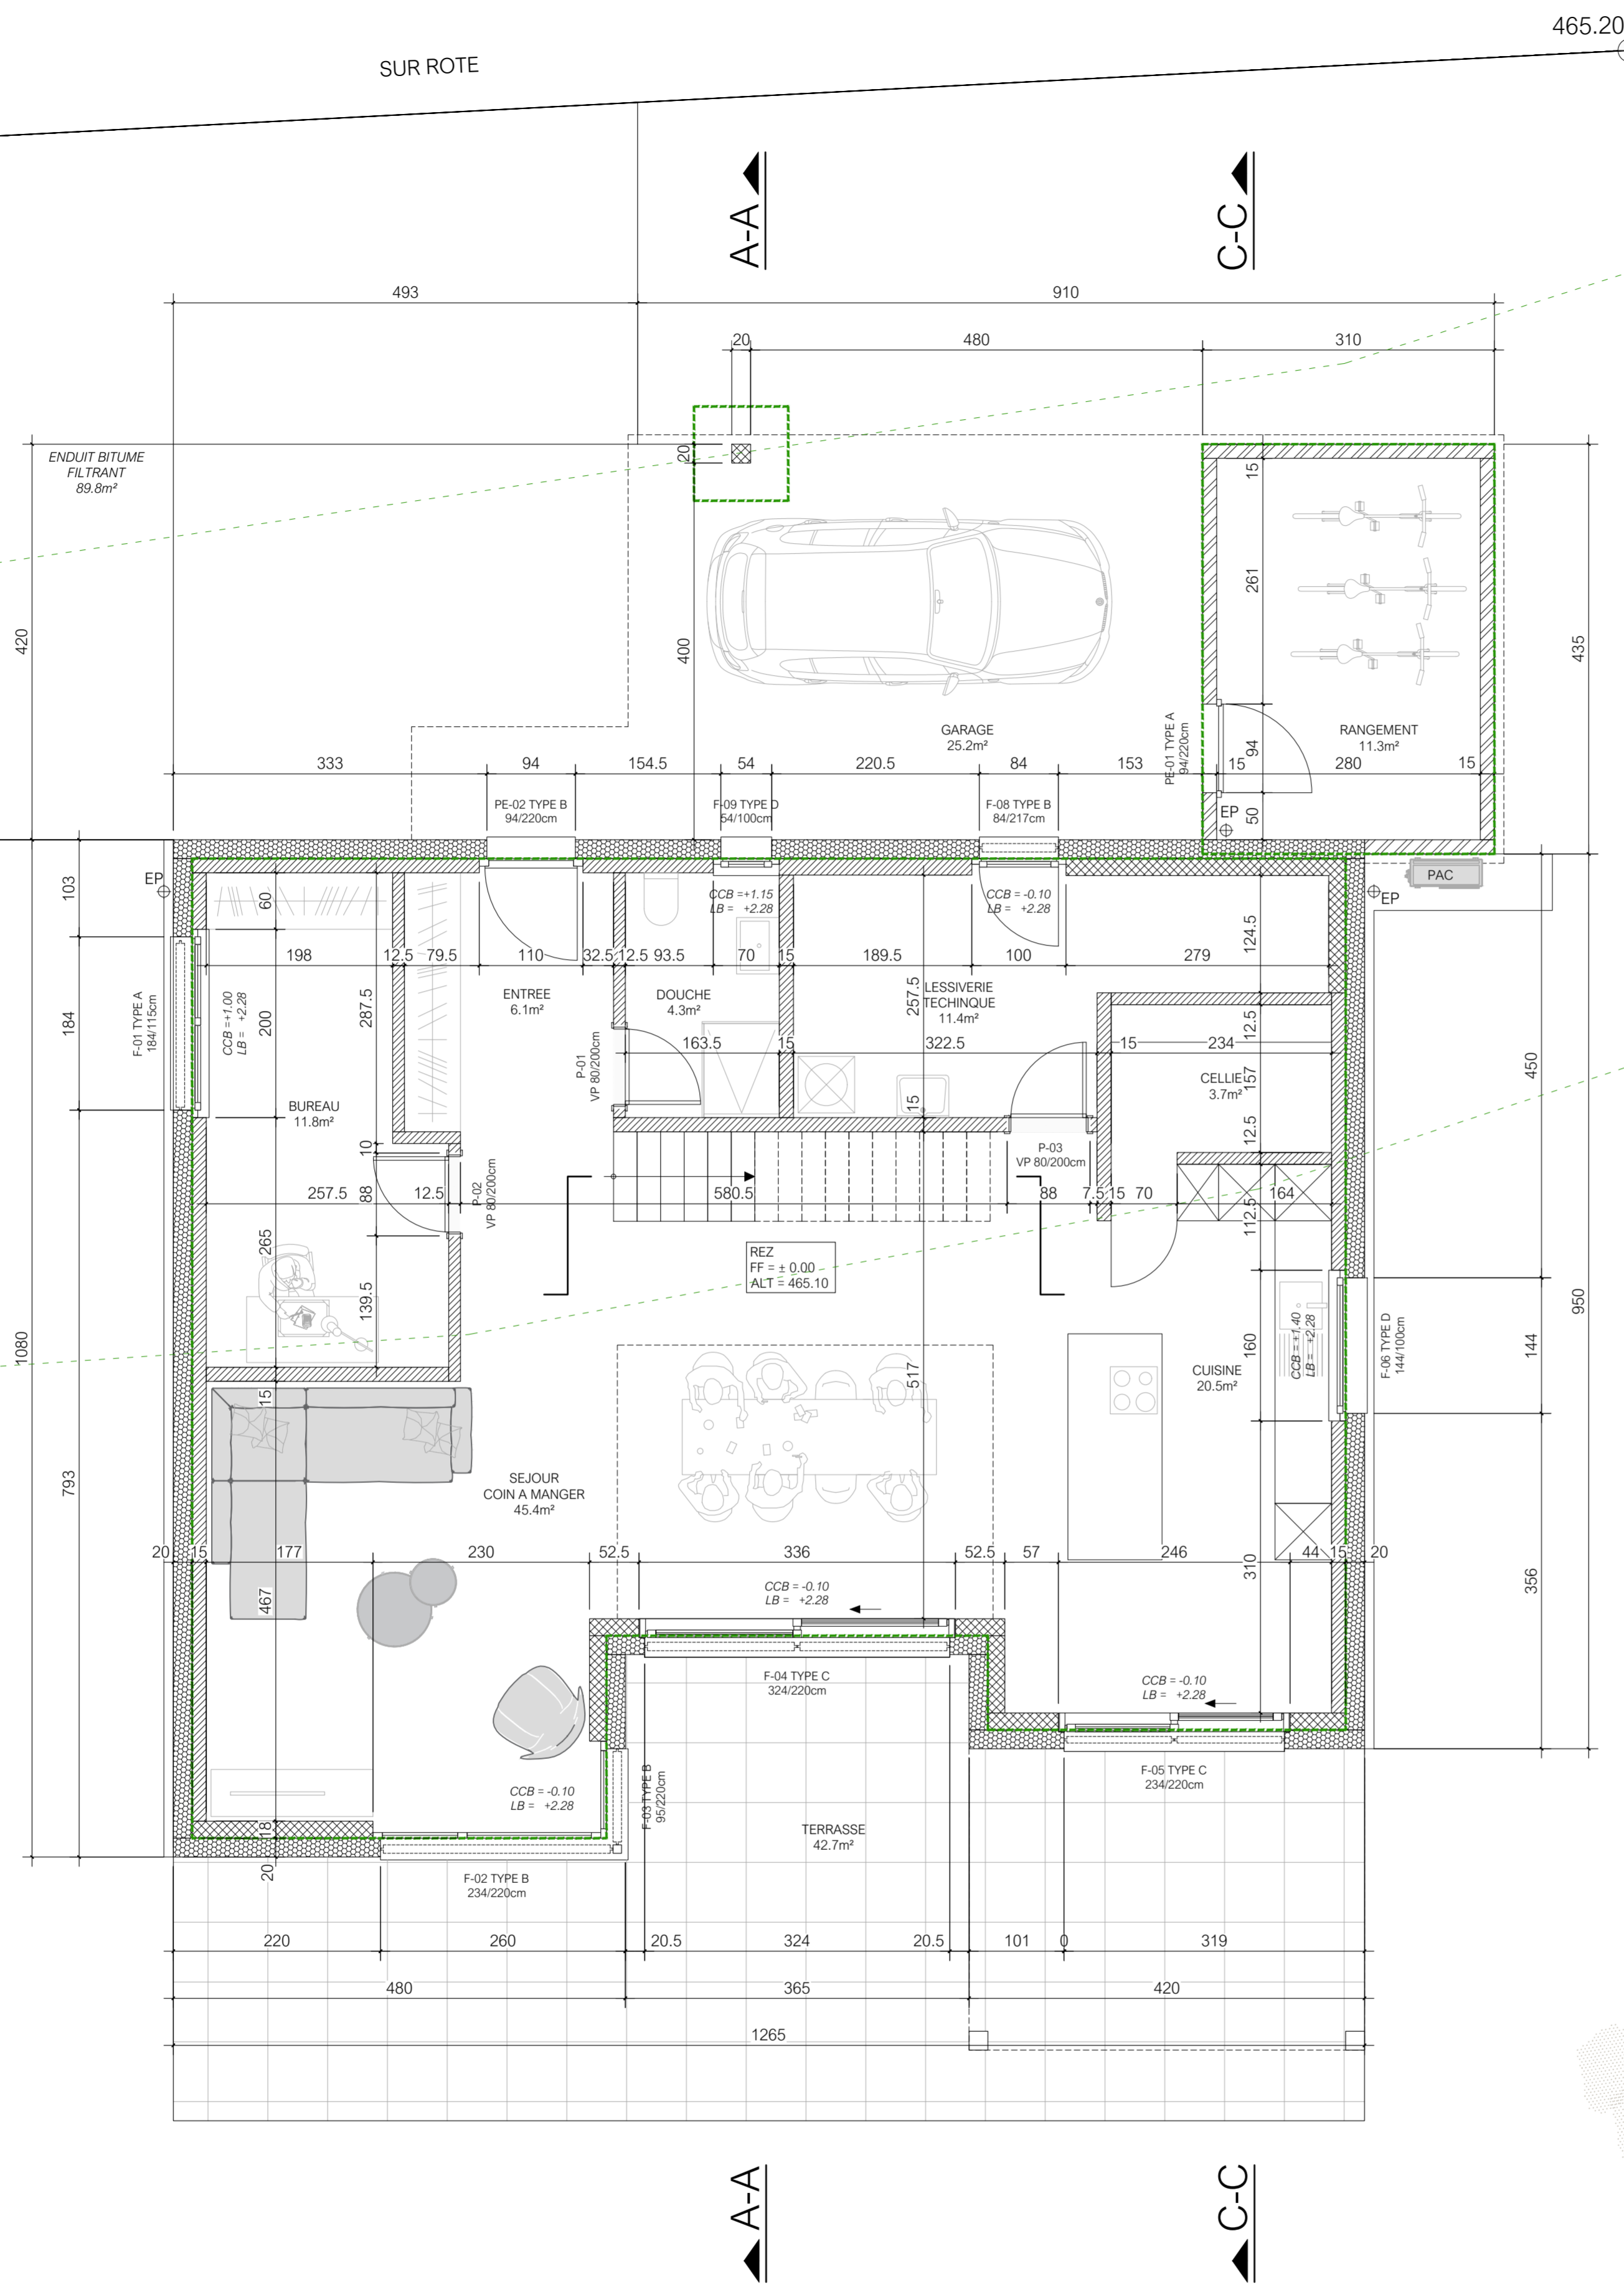 465.20
SUR ROTE
A-A
C-C
493
910
20
480
310
ENDUIT BITUME
FILTRANT
89.8m²
20
15
261
420
400
435
GARAGE
25.2m²
PE-01 TYPE A
94/220cm
RANGEMENT
11.3m²
94
333
94
154.5
54
220.5
84
153
15
280
15
PE-02 TYPE B
94/220cm
F-09 TYPE D
54/100cm
F-08 TYPE B
84/217cm
EP
50
EP
103
60
CCB =+1.15
LB = +2.28
CCB = -0.10
LB = +2.28
PAC
EP
124.5
198
12.5
79.5
110
32.5
12.5
93.5
70
15
189.5
100
279
F-01 TYPE A
184/115cm
184
CCB =+1.00
LB = +2.28
200
287.5
ENTREE
6.1m²
DOUCHE
4.3m²
257.5
LESSIVERIE
TECHINQUE
11.4m²
12.5
P-01
VP 80/200cm
163.5
15
322.5
15
234
450
CELLIE
3.7m²
157
BUREAU
11.8m²
15
12.5
10
P-03
VP 80/200cm
257.5
88
12.5
P-02
VP 80/200cm
580.5
88
7.5
15
70
164
112.5
REZ
FF = ± 0.00
ALT = 465.10
265
139.5
1080
950
517
160
CCB = +1.40
LB = +2.28
F-06 TYPE D
144/100cm
144
CUISINE
20.5m²
15
793
SEJOUR
COIN A MANGER
45.4m²
20
15
177
230
52.5
336
52.5
57
246
44
15
20
310
356
467
CCB = -0.10
LB = +2.28
F-04 TYPE C
324/220cm
CCB = -0.10
LB = +2.28
CCB = -0.10
LB = +2.28
F-03 TYPE B
95/220cm
F-05 TYPE C
234/220cm
18
TERRASSE
42.7m²
20
F-02 TYPE B
234/220cm
220
260
20.5
324
20.5
101
0
319
480
365
420
1265
A-A
C-C